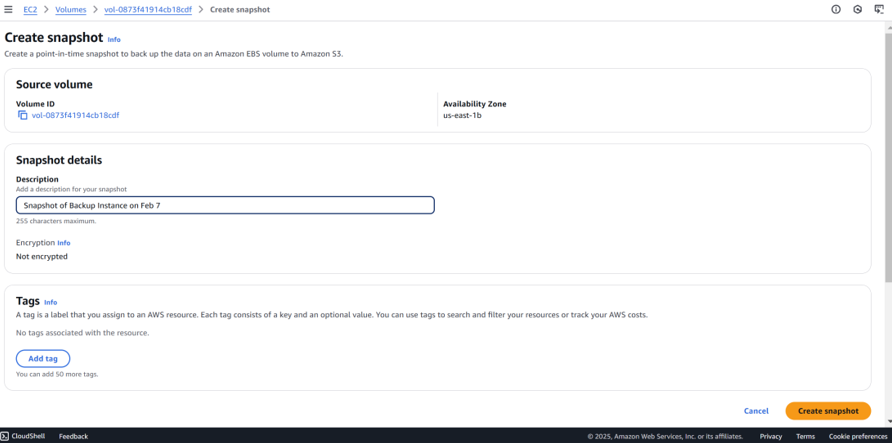 EC2 > Volumes > vol-0873f41914cb18cdf > Create snapshot
Create snapshot Info
Create a point-in-time snapshot to back up the data on an Amazon EBS volume to Amazon S3.
Source volume
Volume ID
vol-0873f41914cb18cdf
Availability Zone
us-east-1b
Snapshot details
Description
Add a description for your snapshot
Snapshot of Backup Instance on Feb 7
255 characters maximum.
Encryption Info
Not encrypted
Tags Info
A tag is a label that you assign to an AWS resource. Each tag consists of a key and an optional value. You can use tags to search and filter your resources or track your AWS costs.
No tags associated with the resource.
Add tag
You can add 50 more tags.
Cancel Create snapshot
CloudShell Feedback © 2025, Amazon Web Services, Inc. or its affiliates. Privacy Terms Cookie preferences